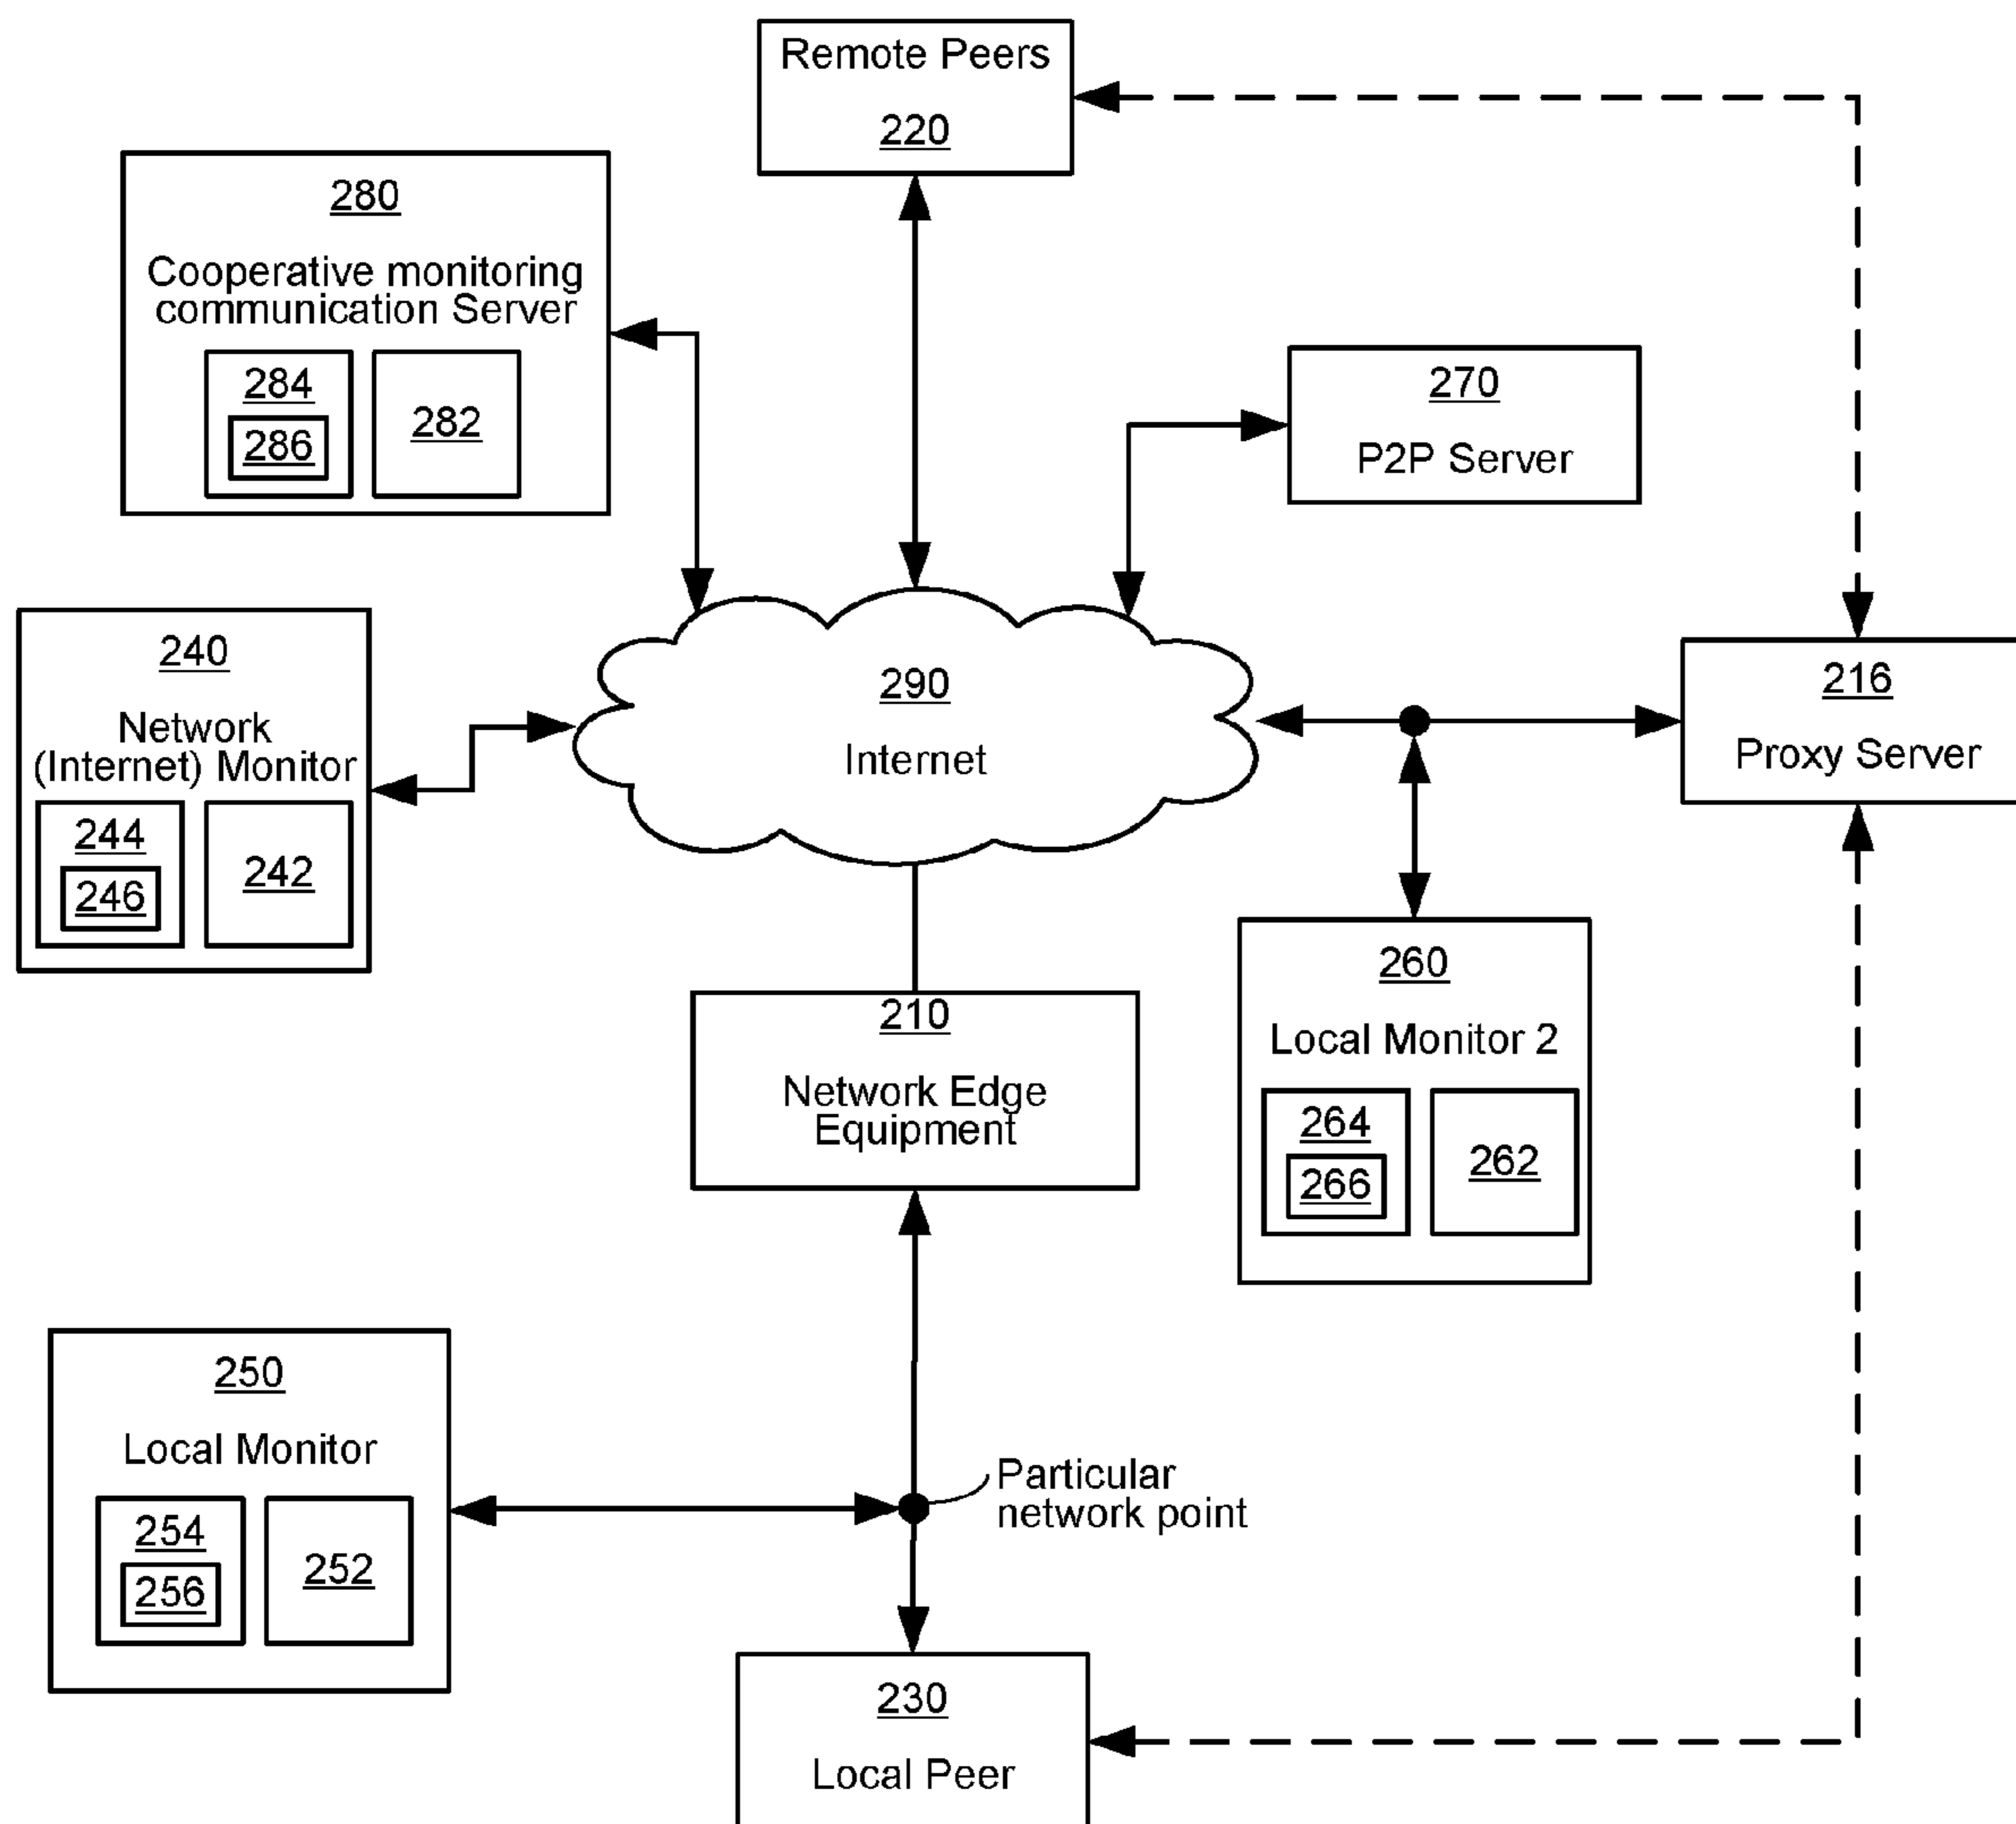 Remote Peers
220
280
Cooperative monitoring
communication Server
284
286
282
270
P2P Server
240
Network
(Internet) Monitor
244
246
242
290
Internet
216
Proxy Server
210
Network Edge
Equipment
260
Local Monitor 2
264
266
262
250
Local Monitor
254
256
252
Particular
network point
230
Local Peer